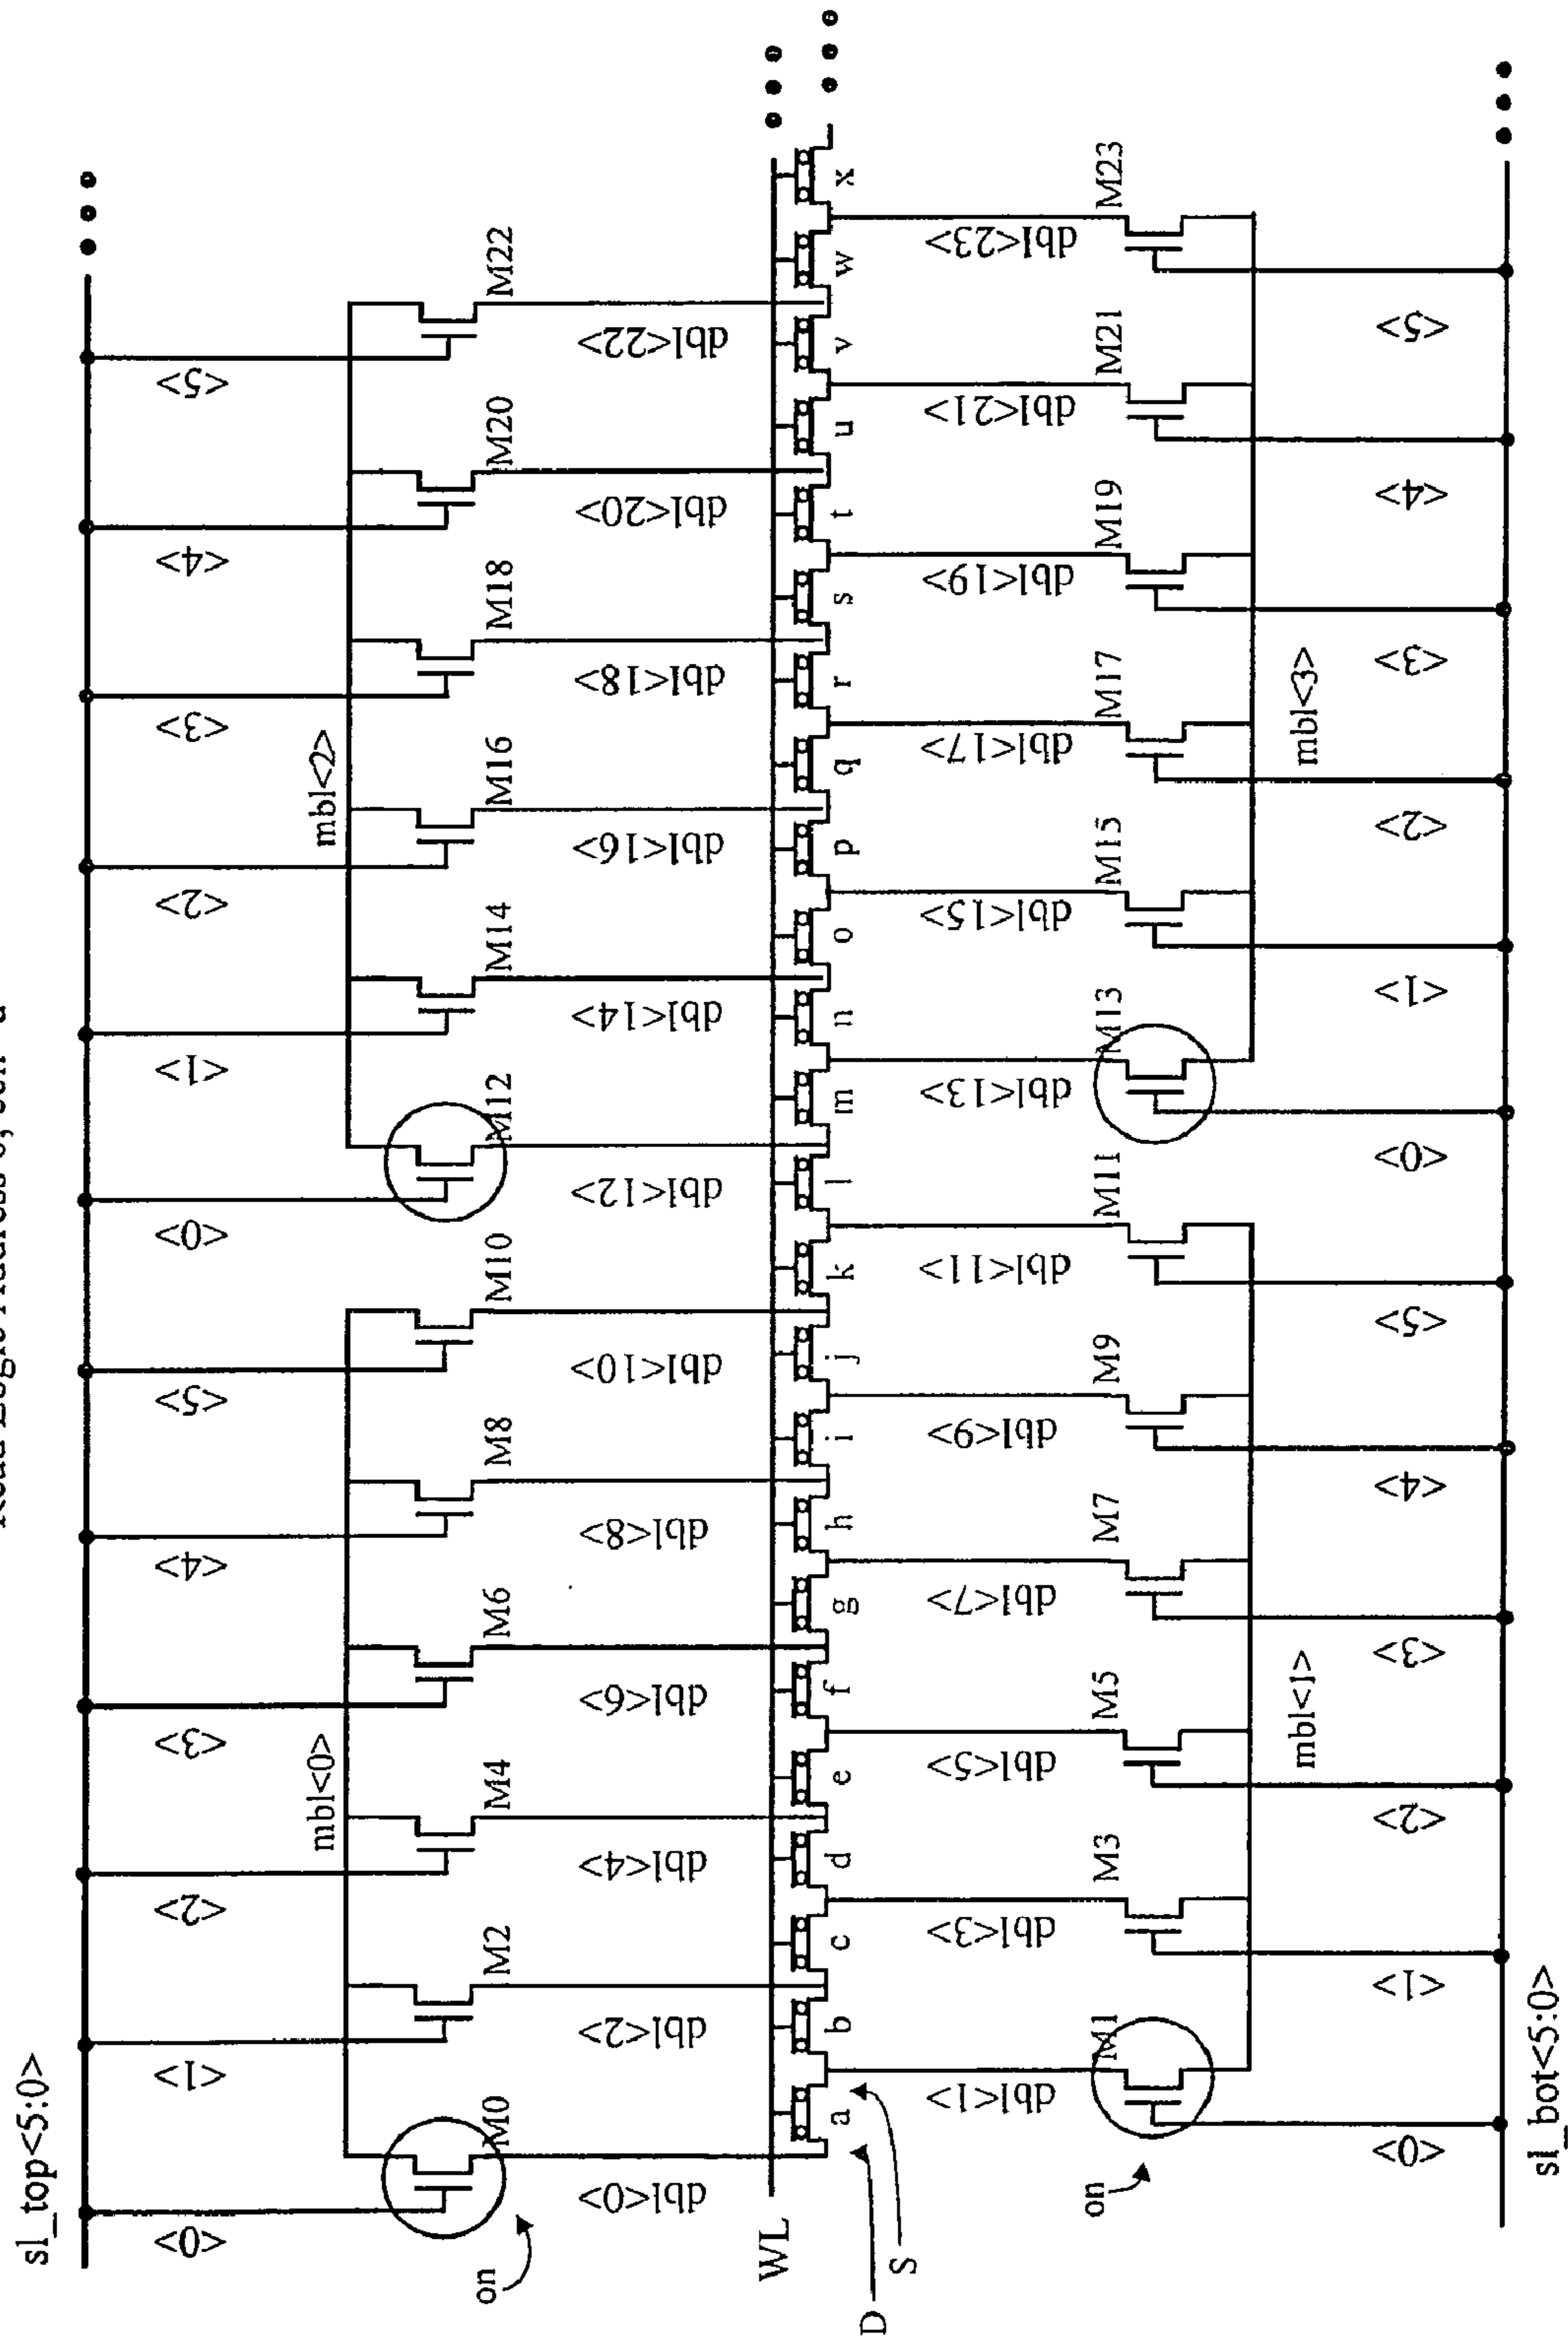 Read Logic Address 0, cell "a"
sl_top<5:0>
<0>
<1>
<2>
<3>
<4>
<5>
<0>
<1>
<2>
<3>
<4>
<5>
mbl<0>
mbl<2>
on
M0
M2
M4
M6
M8
M10
M12
M14
M16
M18
M20
M22
dbl<0>
dbl<2>
dbl<4>
dbl<6>
dbl<8>
dbl<10>
dbl<12>
dbl<14>
dbl<16>
dbl<18>
dbl<20>
dbl<22>
WL
D
S
a
b
c
d
e
f
g
h
i
j
k
l
m
n
o
p
q
r
s
t
u
v
w
x
dbl<1>
dbl<3>
dbl<5>
dbl<7>
dbl<9>
dbl<11>
dbl<13>
dbl<15>
dbl<17>
dbl<19>
dbl<21>
dbl<23>
on
M1
M3
M5
M7
M9
M11
M13
M15
M17
M19
M21
M23
mbl<1>
mbl<3>
<0>
<1>
<2>
<3>
<4>
<5>
<0>
<1>
<2>
<3>
<4>
<5>
sl_bot<5:0>